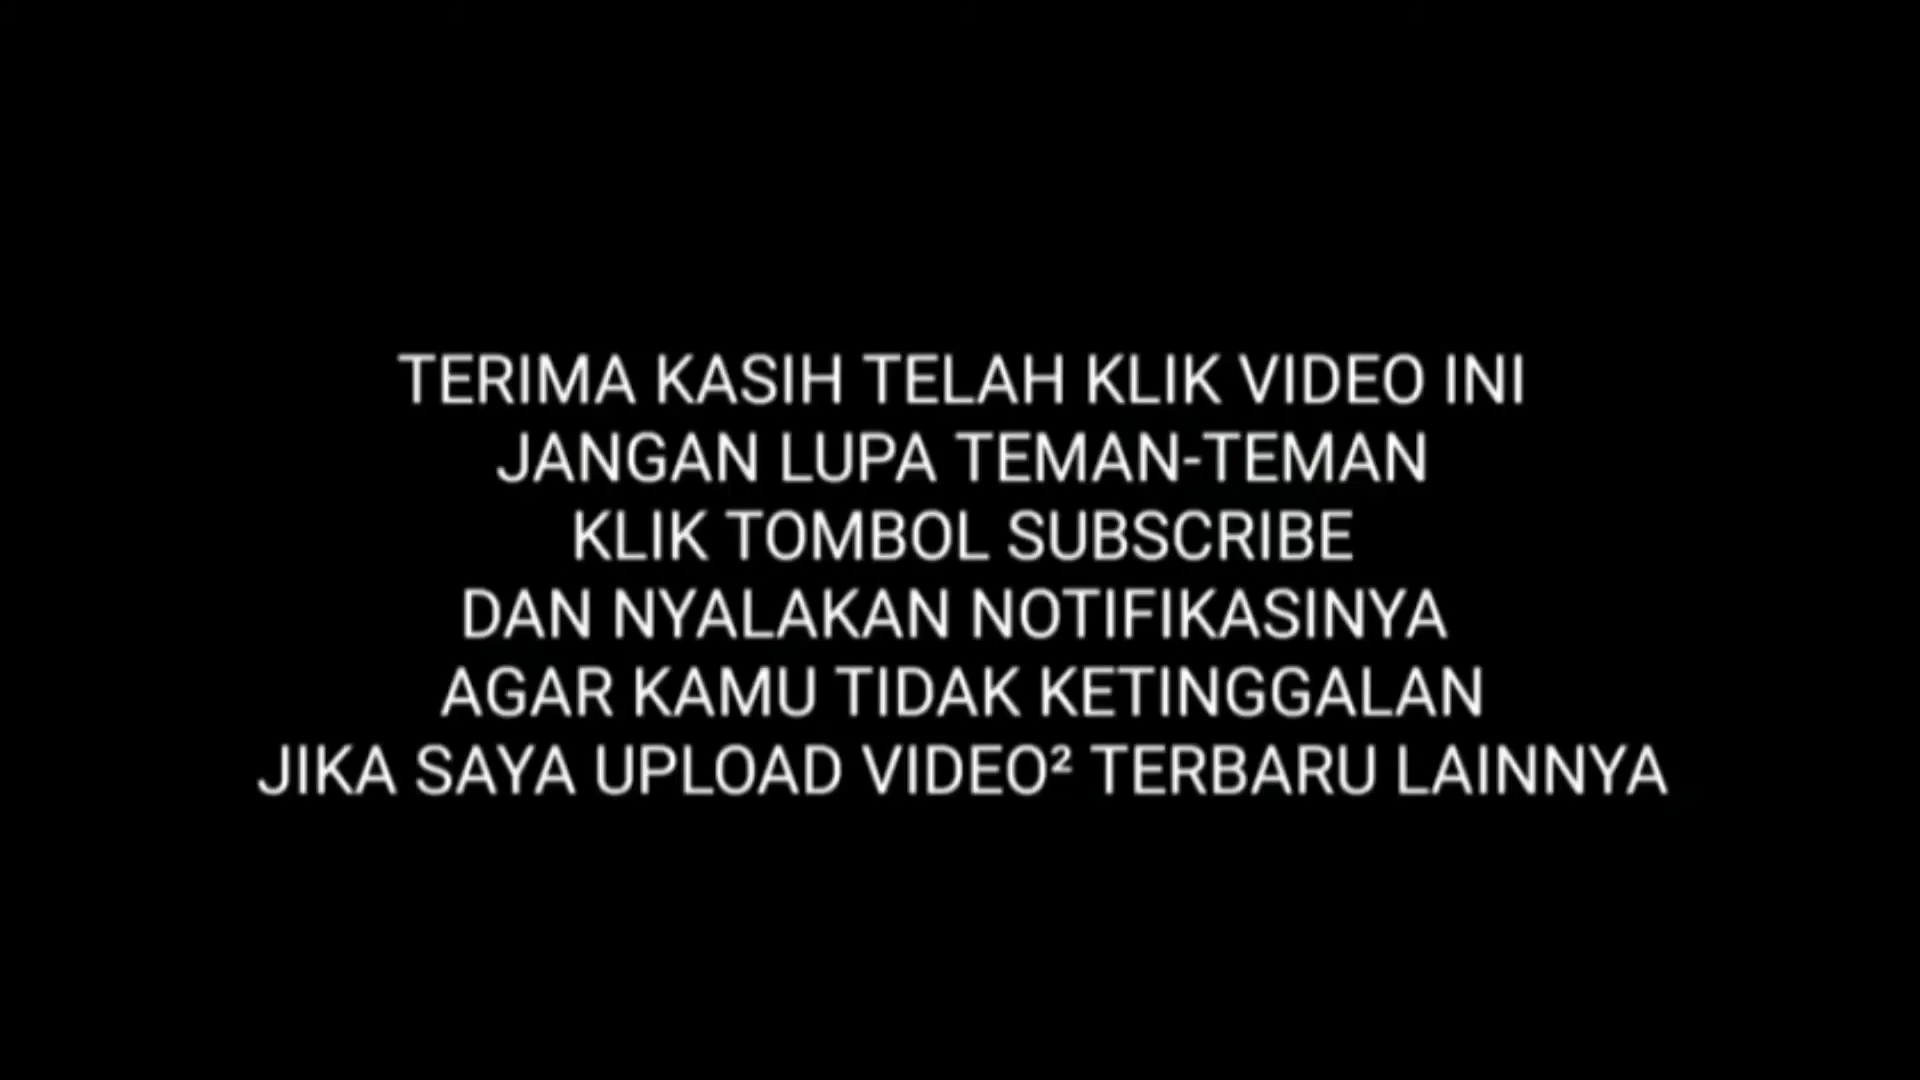 TERIMA KASIH TELAH KLIK VIDEO INI
JANGAN LUPA TEMAN-TEMAN
KLIK TOMBOL SUBSCRIBE
DAN NYALAKAN NOTIFIKASINYA
AGAR KAMU TIDAK KETINGGALAN
JIKA SAYA UPLOAD VIDEO² TERBARU LAINNYA